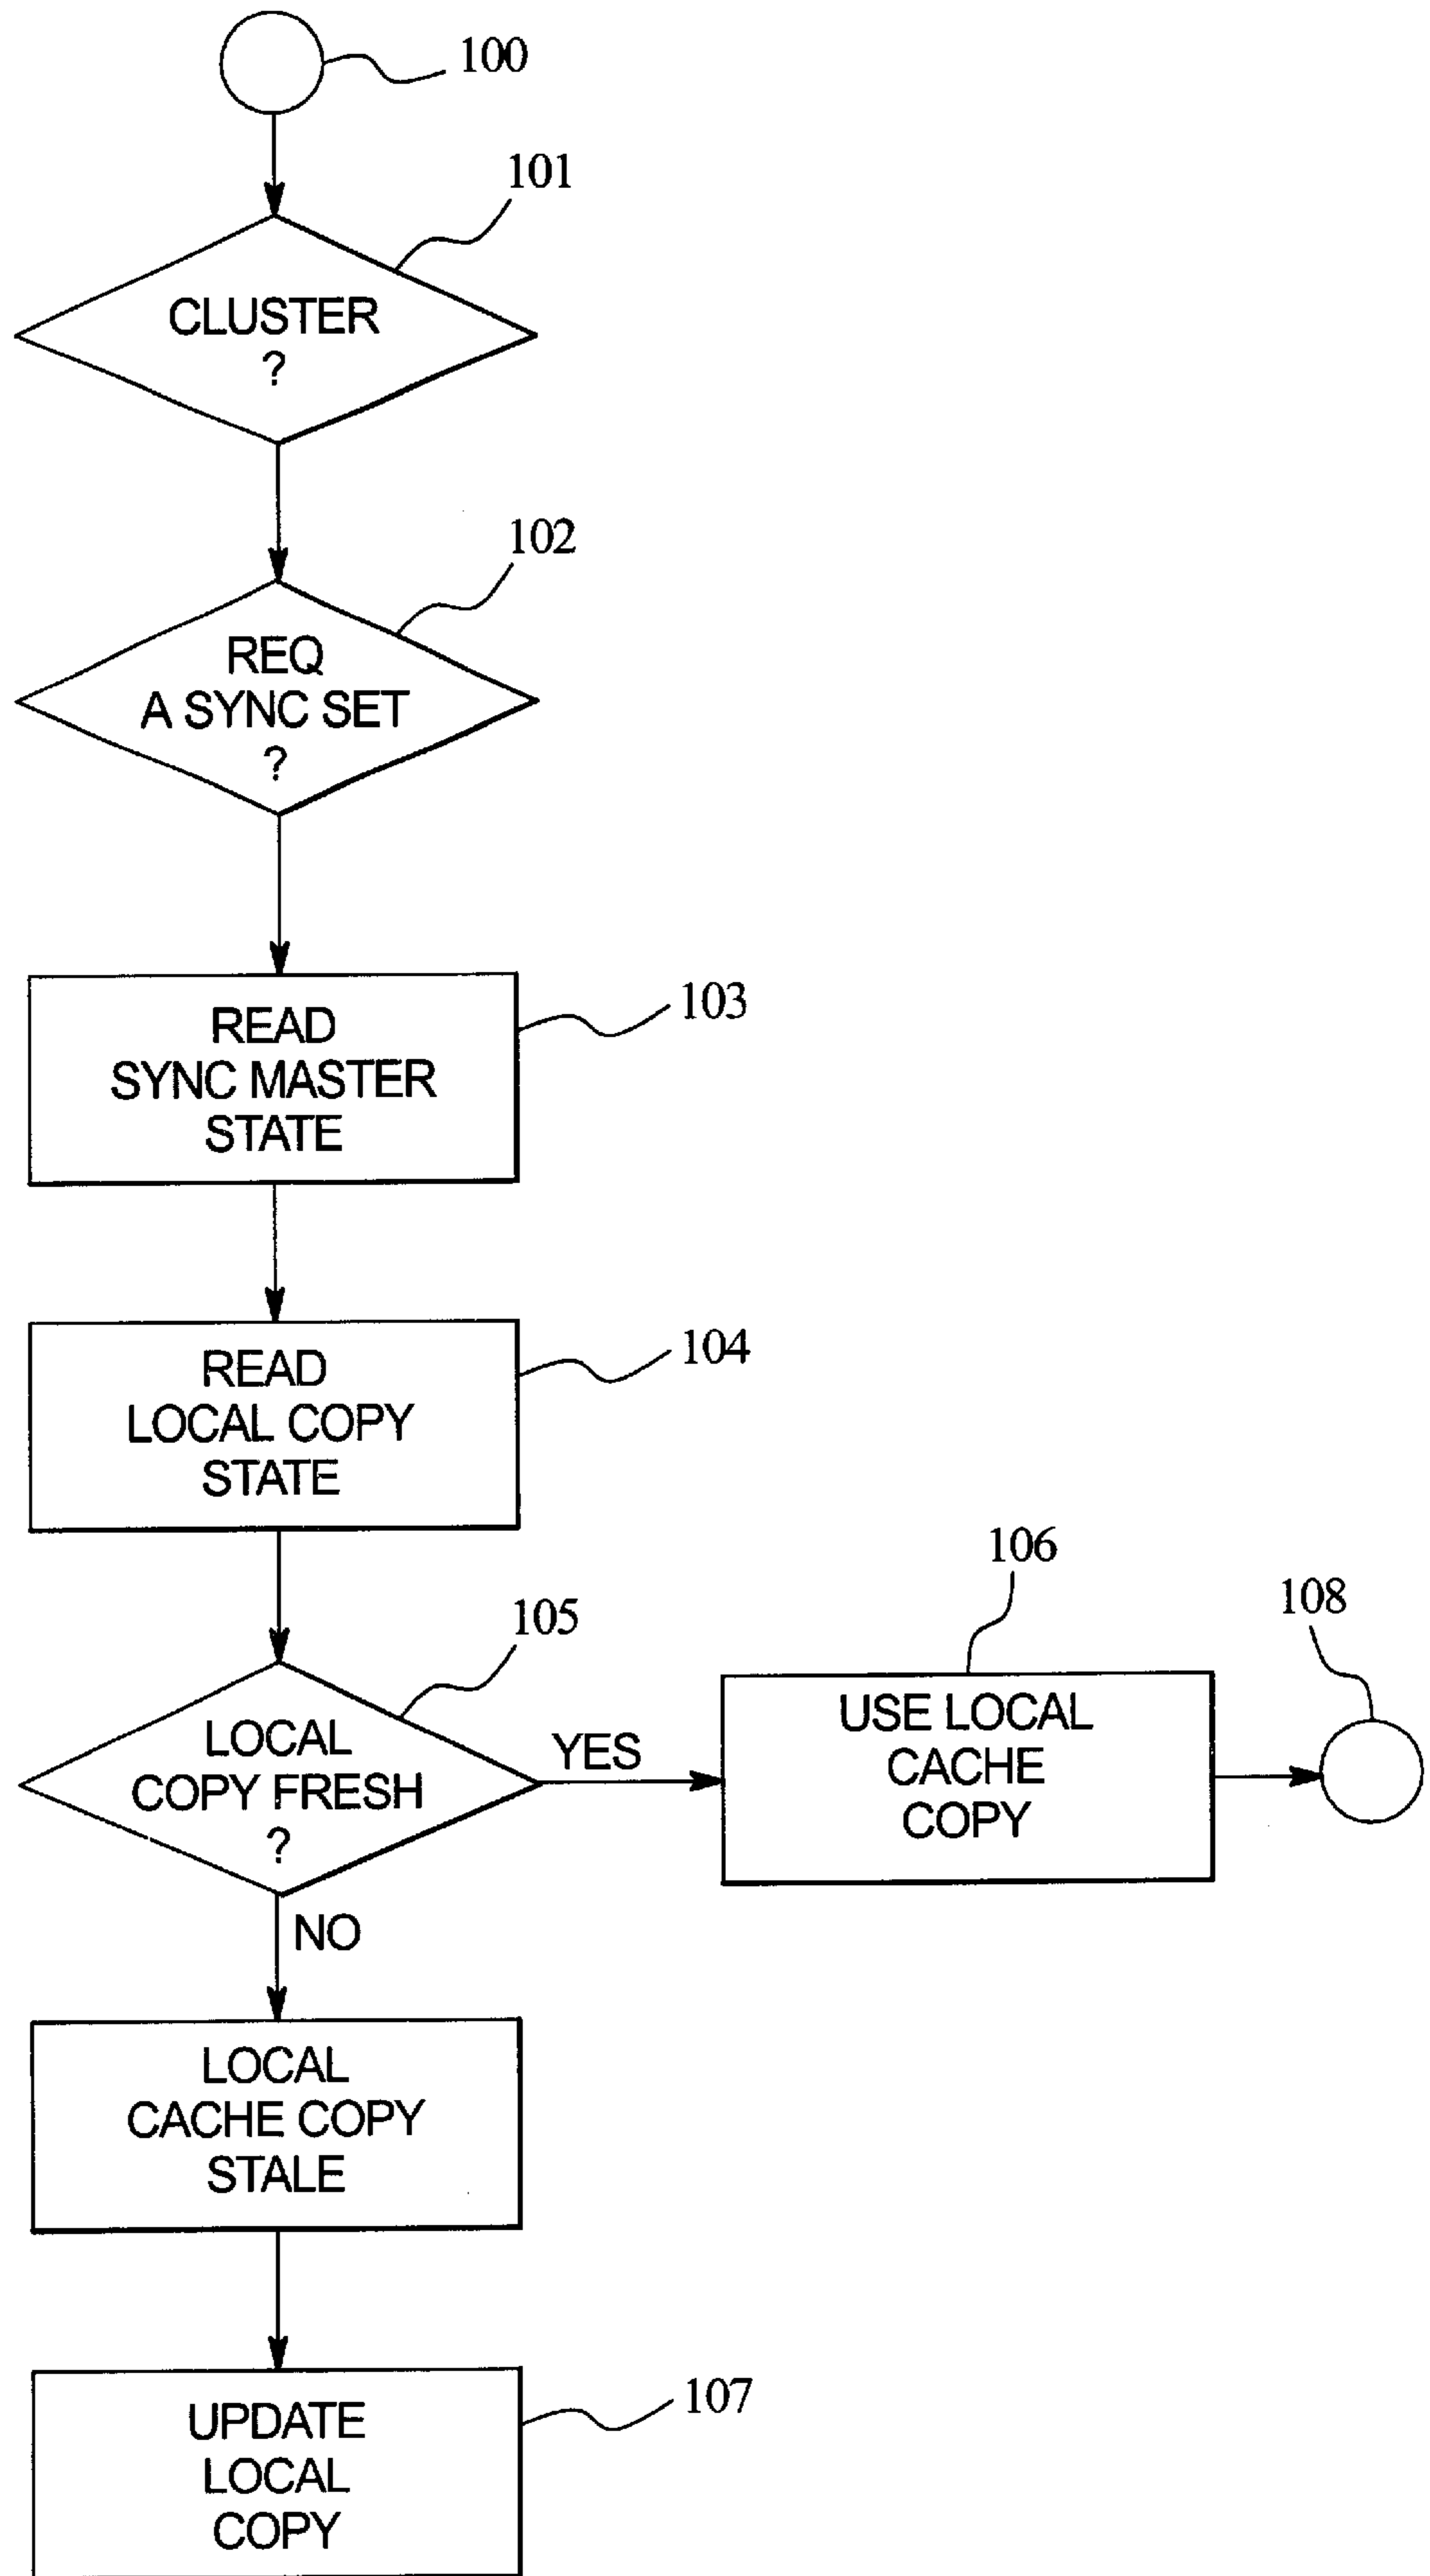 100
101
CLUSTER
?
102
REQ
A SYNC SET
?
103
READ
SYNC MASTER
STATE
104
READ
LOCAL COPY
STATE
105
LOCAL
COPY FRESH
?
YES
106
USE LOCAL
CACHE
COPY
108
NO
LOCAL
CACHE COPY
STALE
107
UPDATE
LOCAL
COPY